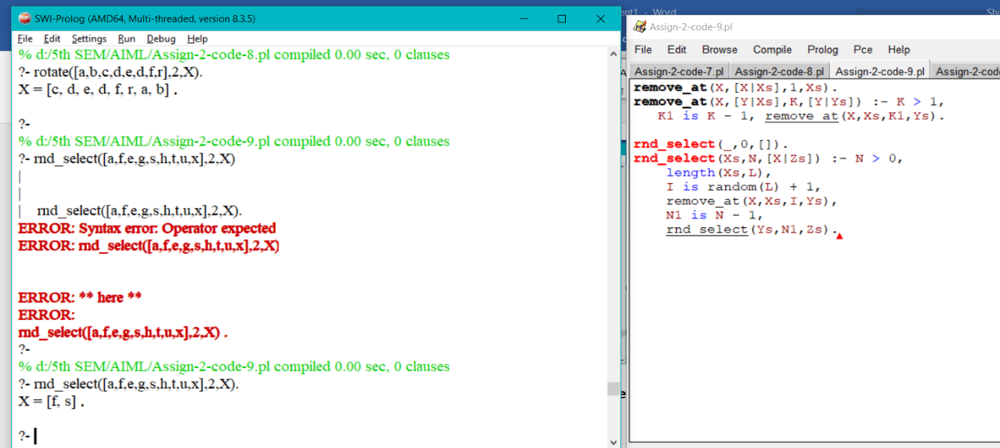 SWI-Prolog (AMD64, Multi-threaded, version 8.3.5)
File Edit Settings Run Debug Help
% d:/5th SEM/AIML/Assign-2-code-8.pl compiled 0.00 sec, 0 clauses
?- rotate([a,b,c,d,e,d,f,r],2,X).
X = [c, d, e, d, f, r, a, b] .
?-
% d:/5th SEM/AIML/Assign-2-code-9.pl compiled 0.00 sec, 0 clauses
?- rnd_select([a,f,e,g,s,h,t,u,x],2,X)
|
|
| rnd_select([a,f,e,g,s,h,t,u,x],2,X).
ERROR: Syntax error: Operator expected
ERROR: rnd_select([a,f,e,g,s,h,t,u,x],2,X)
ERROR: ** here **
ERROR:
rnd_select([a,f,e,g,s,h,t,u,x],2,X) .
?-
% d:/5th SEM/AIML/Assign-2-code-9.pl compiled 0.00 sec, 0 clauses
?- rnd_select([a,f,e,g,s,h,t,u,x],2,X).
X = [f, s] .
?-
ent1 - Word
Assign-2-code-9.pl
File Edit Browse Compile Prolog Pce Help
Assign-2-code-7.pl Assign-2-code-8.pl Assign-2-code-9.pl Assign-2-code
remove_at(X,[X|Xs],1,Xs).
remove_at(X,[Y|Xs],K,[Y|Ys]) :- K > 1,
K1 is K - 1, remove_at(X,Xs,K1,Ys).
rnd_select(_,0,[]).
rnd_select(Xs,N,[X|Zs]) :- N > 0,
length(Xs,L),
I is random(L) + 1,
remove_at(X,Xs,I,Ys),
N1 is N - 1,
rnd_select(Ys,N1,Zs).